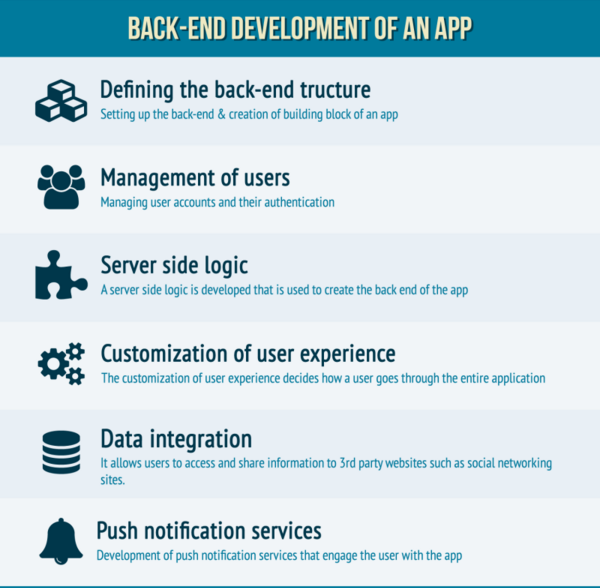 BACK-END DEVELOPMENT OF AN APP
Defining the back-end tructure
Setting up the back-end & creation of building block of an app
Management of users
Managing user accounts and their authentication
Server side logic
A server side logic is developed that is used to create the back end of the app
Customization of user experience
The customization of user experience decides how a user goes through the entire application
Data integration
It allows users to access and share information to 3rd party websites such as social networking
sites.
Push notification services
Development of push notification services that engage the user with the app